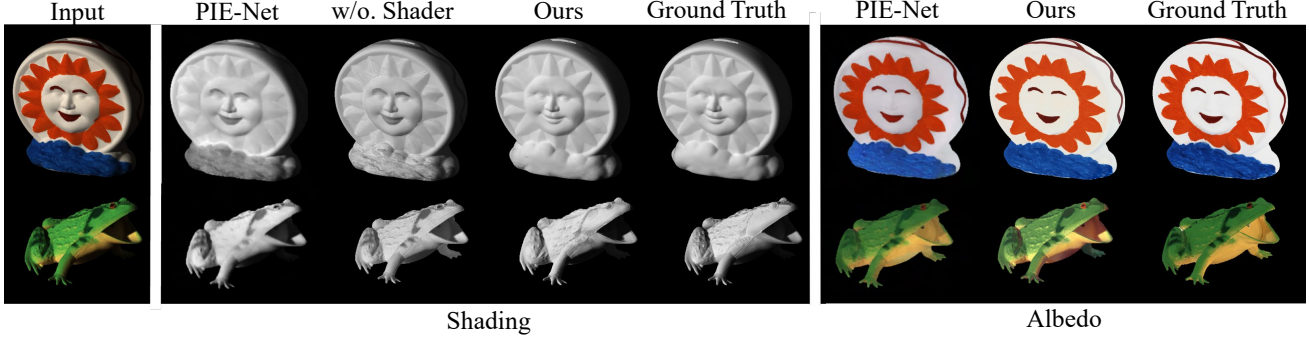 Input PIE-Net w/o. Shader Ours Ground Truth PIE-Net Ours Ground Truth
Shading Albedo